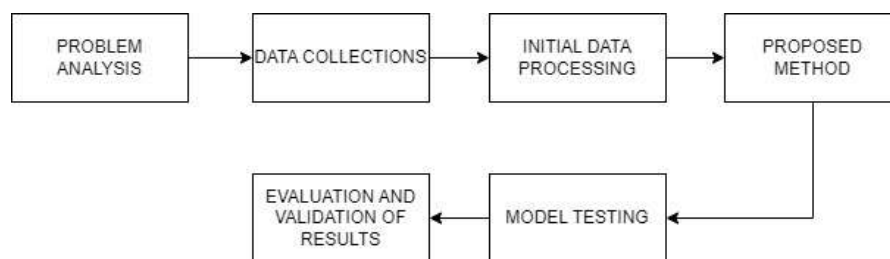 PROBLEM
ANALYSIS
DATA COLLECTIONS
INITIAL DATA
PROCESSING
PROPOSED
METHOD
EVALUATION AND
VALIDATION OF
RESULTS
MODEL TESTING